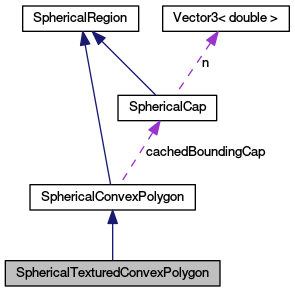 SphericalRegion
Vector3< double >
n
SphericalCap
cachedBoundingCap
SphericalConvexPolygon
SphericalTexturedConvexPolygon